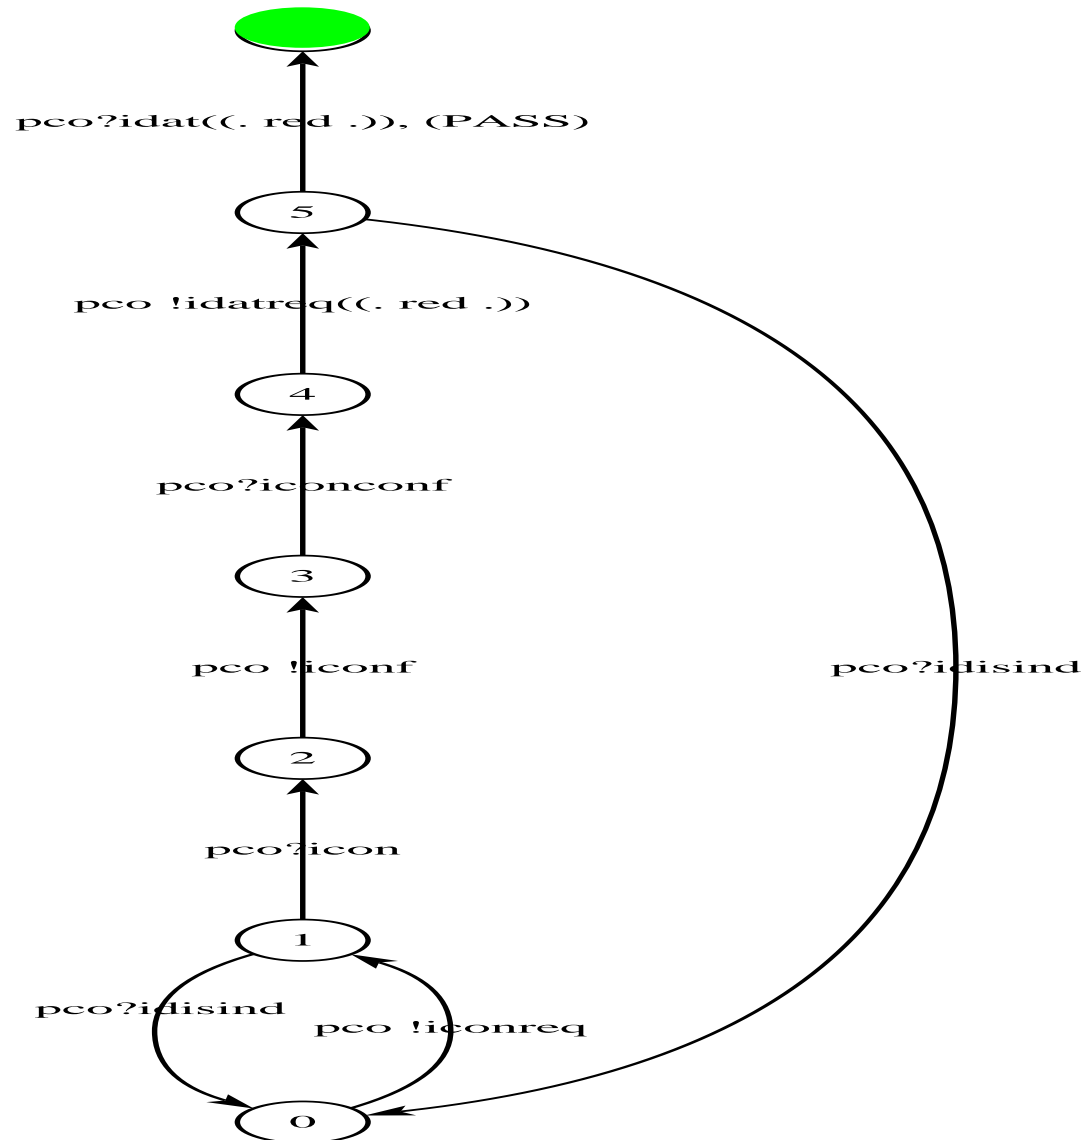 pco?idat((. red .)), (PASS)
5
pco !idatreq((. red .))
4
pco?iconconf
3
pco !iconf
pco?idisind
2
pco?icon
1
pco?idisind
pco !iconreq
0